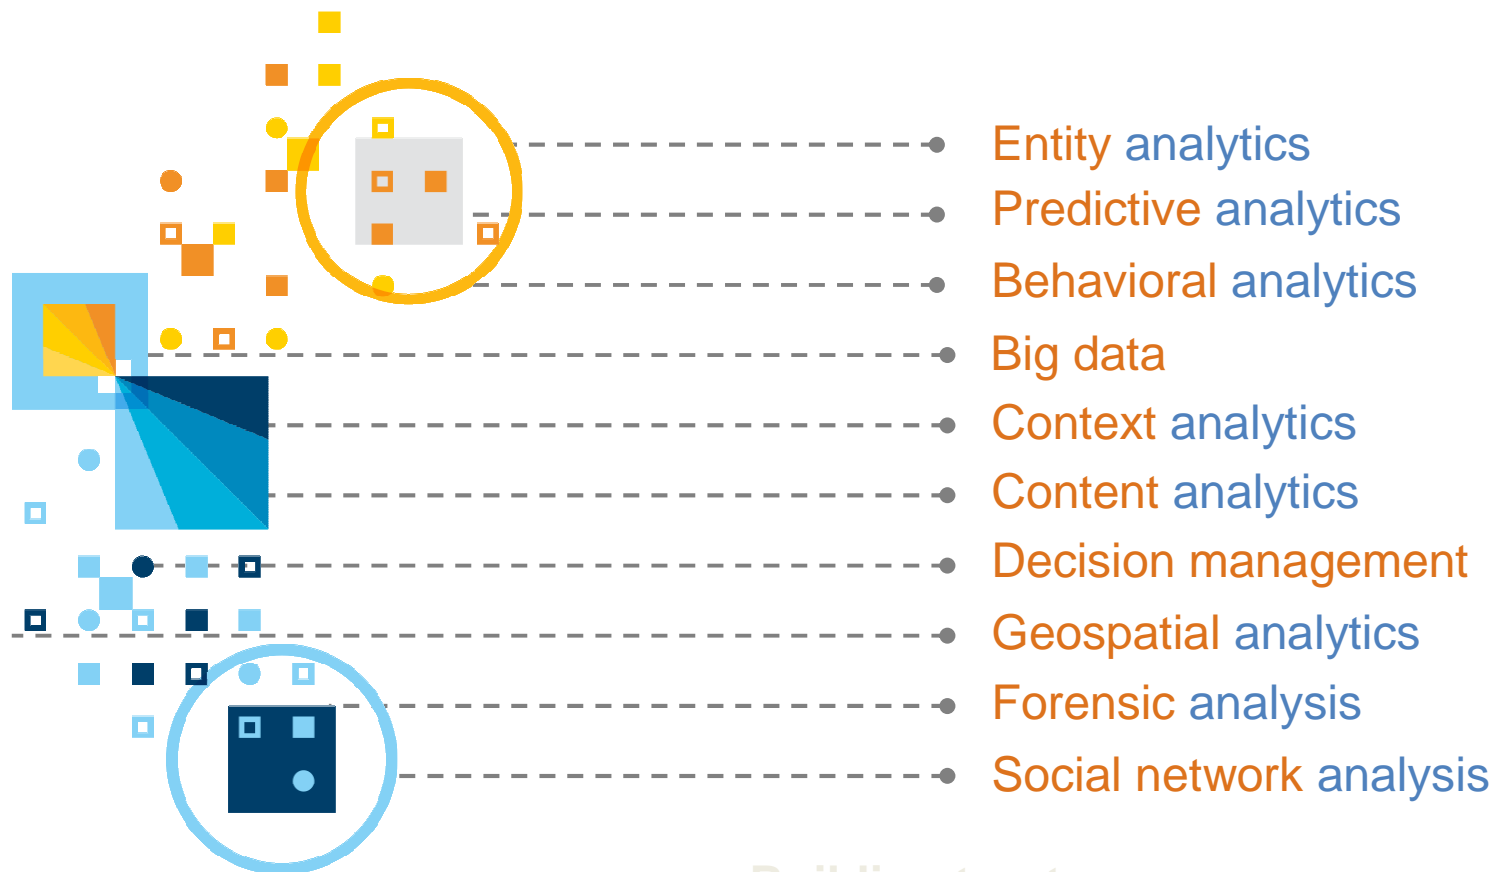 Entity analytics
Predictive analytics
Behavioral analytics
Big data
Context analytics
Content analytics
Decision management
Geospatial analytics
Forensic analysis
Social network analysis